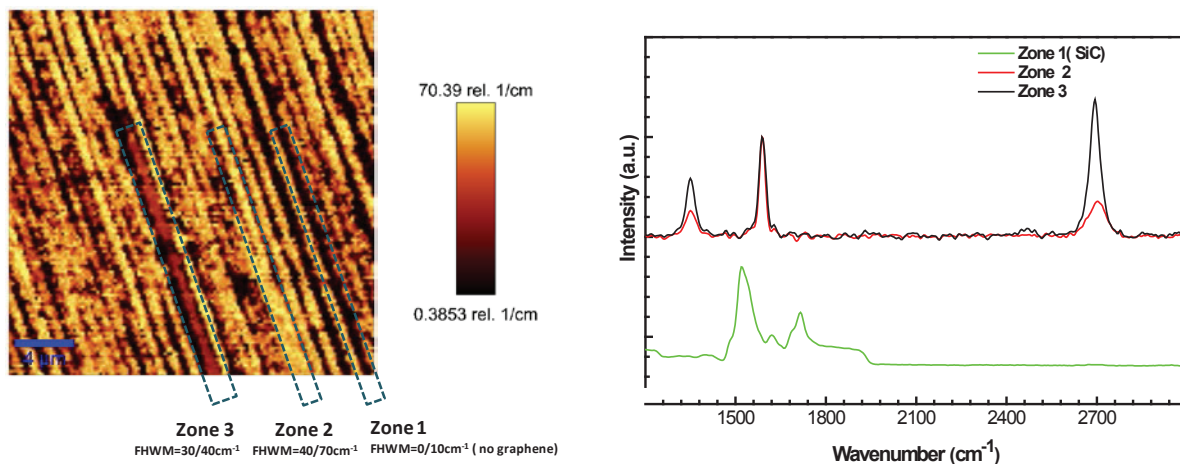 70.39 rel. 1/cm
0.3853 rel. 1/cm
4 µm
Zone 3
FHWM=30/40cm⁻¹
Zone 2
FHWM=40/70cm⁻¹
Zone 1
FHWM=0/10cm⁻¹ ( no graphene)
Zone 1( SiC)
Zone 2
Zone 3
Intensity (a.u.)
1500 1800 2100 2400 2700
Wavenumber (cm⁻¹)